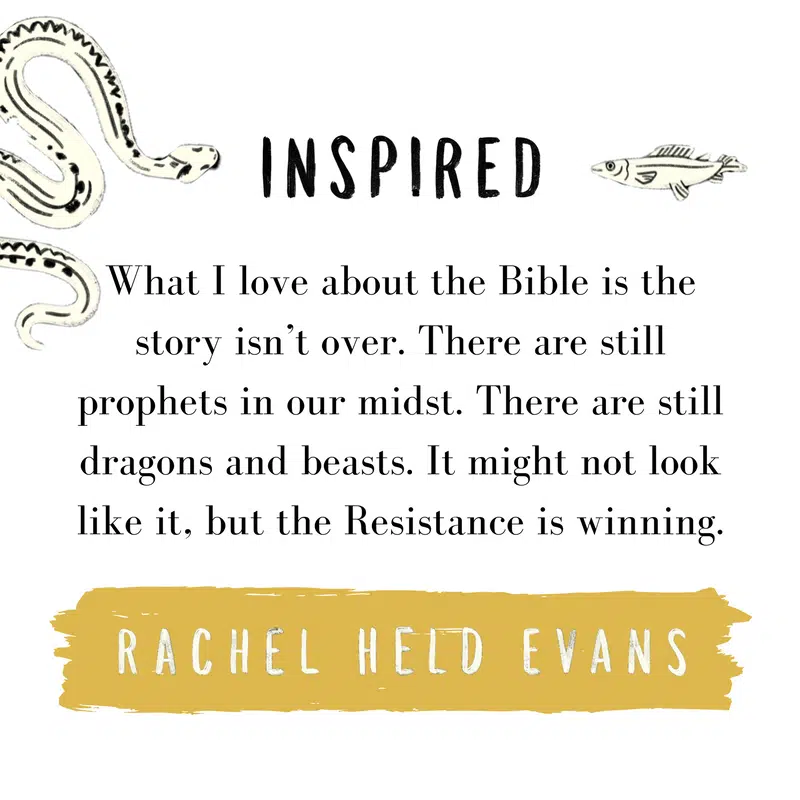 INSPIRED
What I love about the Bible is the
story isn’t over. There are still
prophets in our midst. There are still
dragons and beasts. It might not look
like it, but the Resistance is winning.
RACHEL HELD EVANS